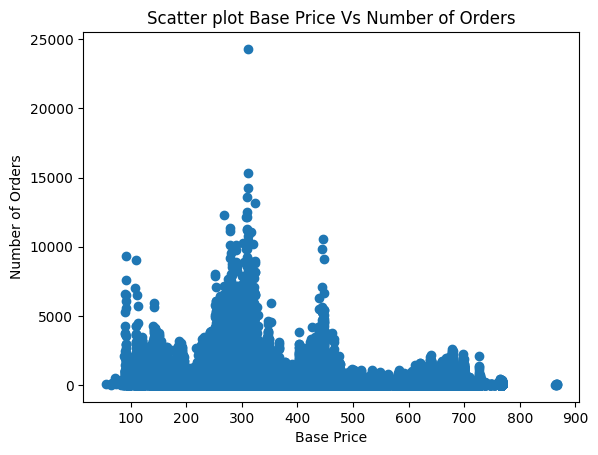 Scatter plot Base Price Vs Number of Orders
25000
20000
15000
10000
5000
0
Number of Orders
100 200 300 400 500 600 700 800 900
Base Price